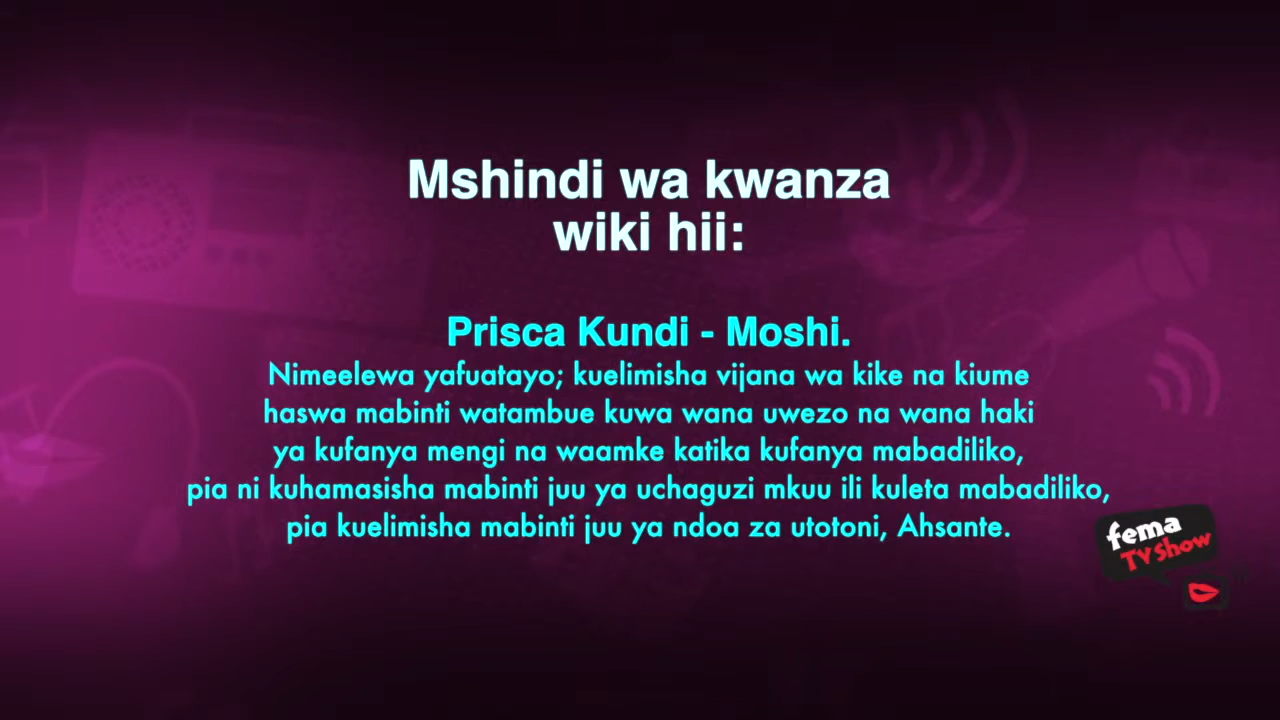 Mshindi wa kwanza
wiki hii:
Prisca Kundi - Moshi.
Nimeelewa yafuatayo; kuelimisha vijana wa kike na kiume
haswa mabinti watambue kuwa wana uwezo na wana haki
ya kufanya mengi na waamke katika kufanya mabadiliko,
pia ni kuhamasisha mabinti juu ya uchaguzi mkuu ili kuleta mabadiliko,
pia kuelimisha mabinti juu ya ndoa za utotoni, Ahsante.
fema
TV Show